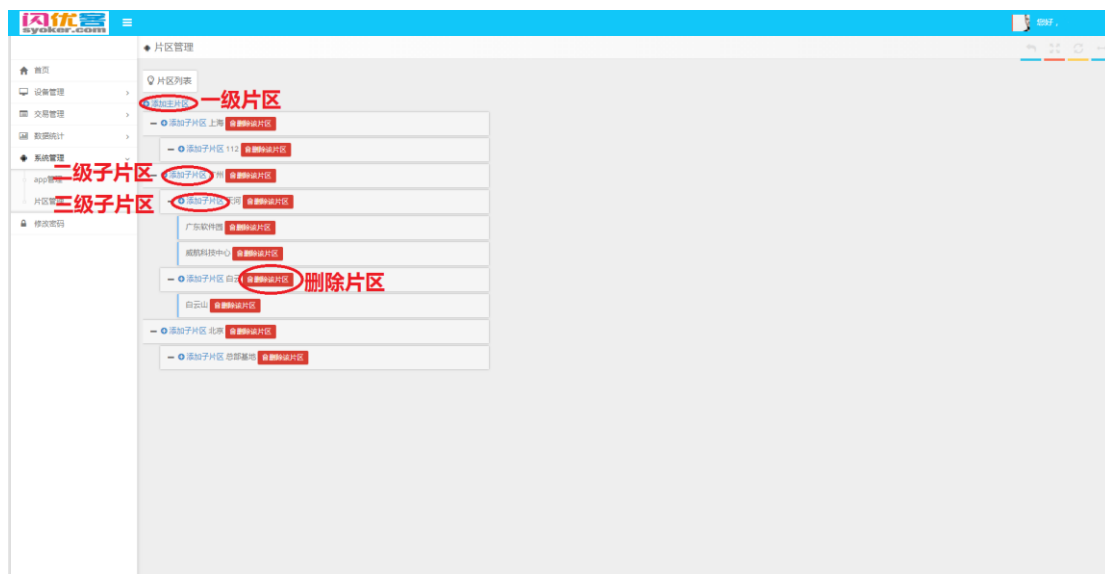 闪优客
syoker.com
您好，
片区管理
首页
设备管理
交易管理
数据统计
系统管理
app管理
片区管理
修改密码
片区列表
添加主片区
一级片区
添加子片区 上海 删除该片区
添加子片区 112 删除该片区
二级子片区
添加子片区 广州 删除该片区
三级子片区
添加子片区 天河 删除该片区
广东软件园 删除该片区
科技中心 删除该片区
添加子片区 白云 删除该片区
删除片区
白云山 删除该片区
添加子片区 北京 删除该片区
添加子片区 总部基地 删除该片区